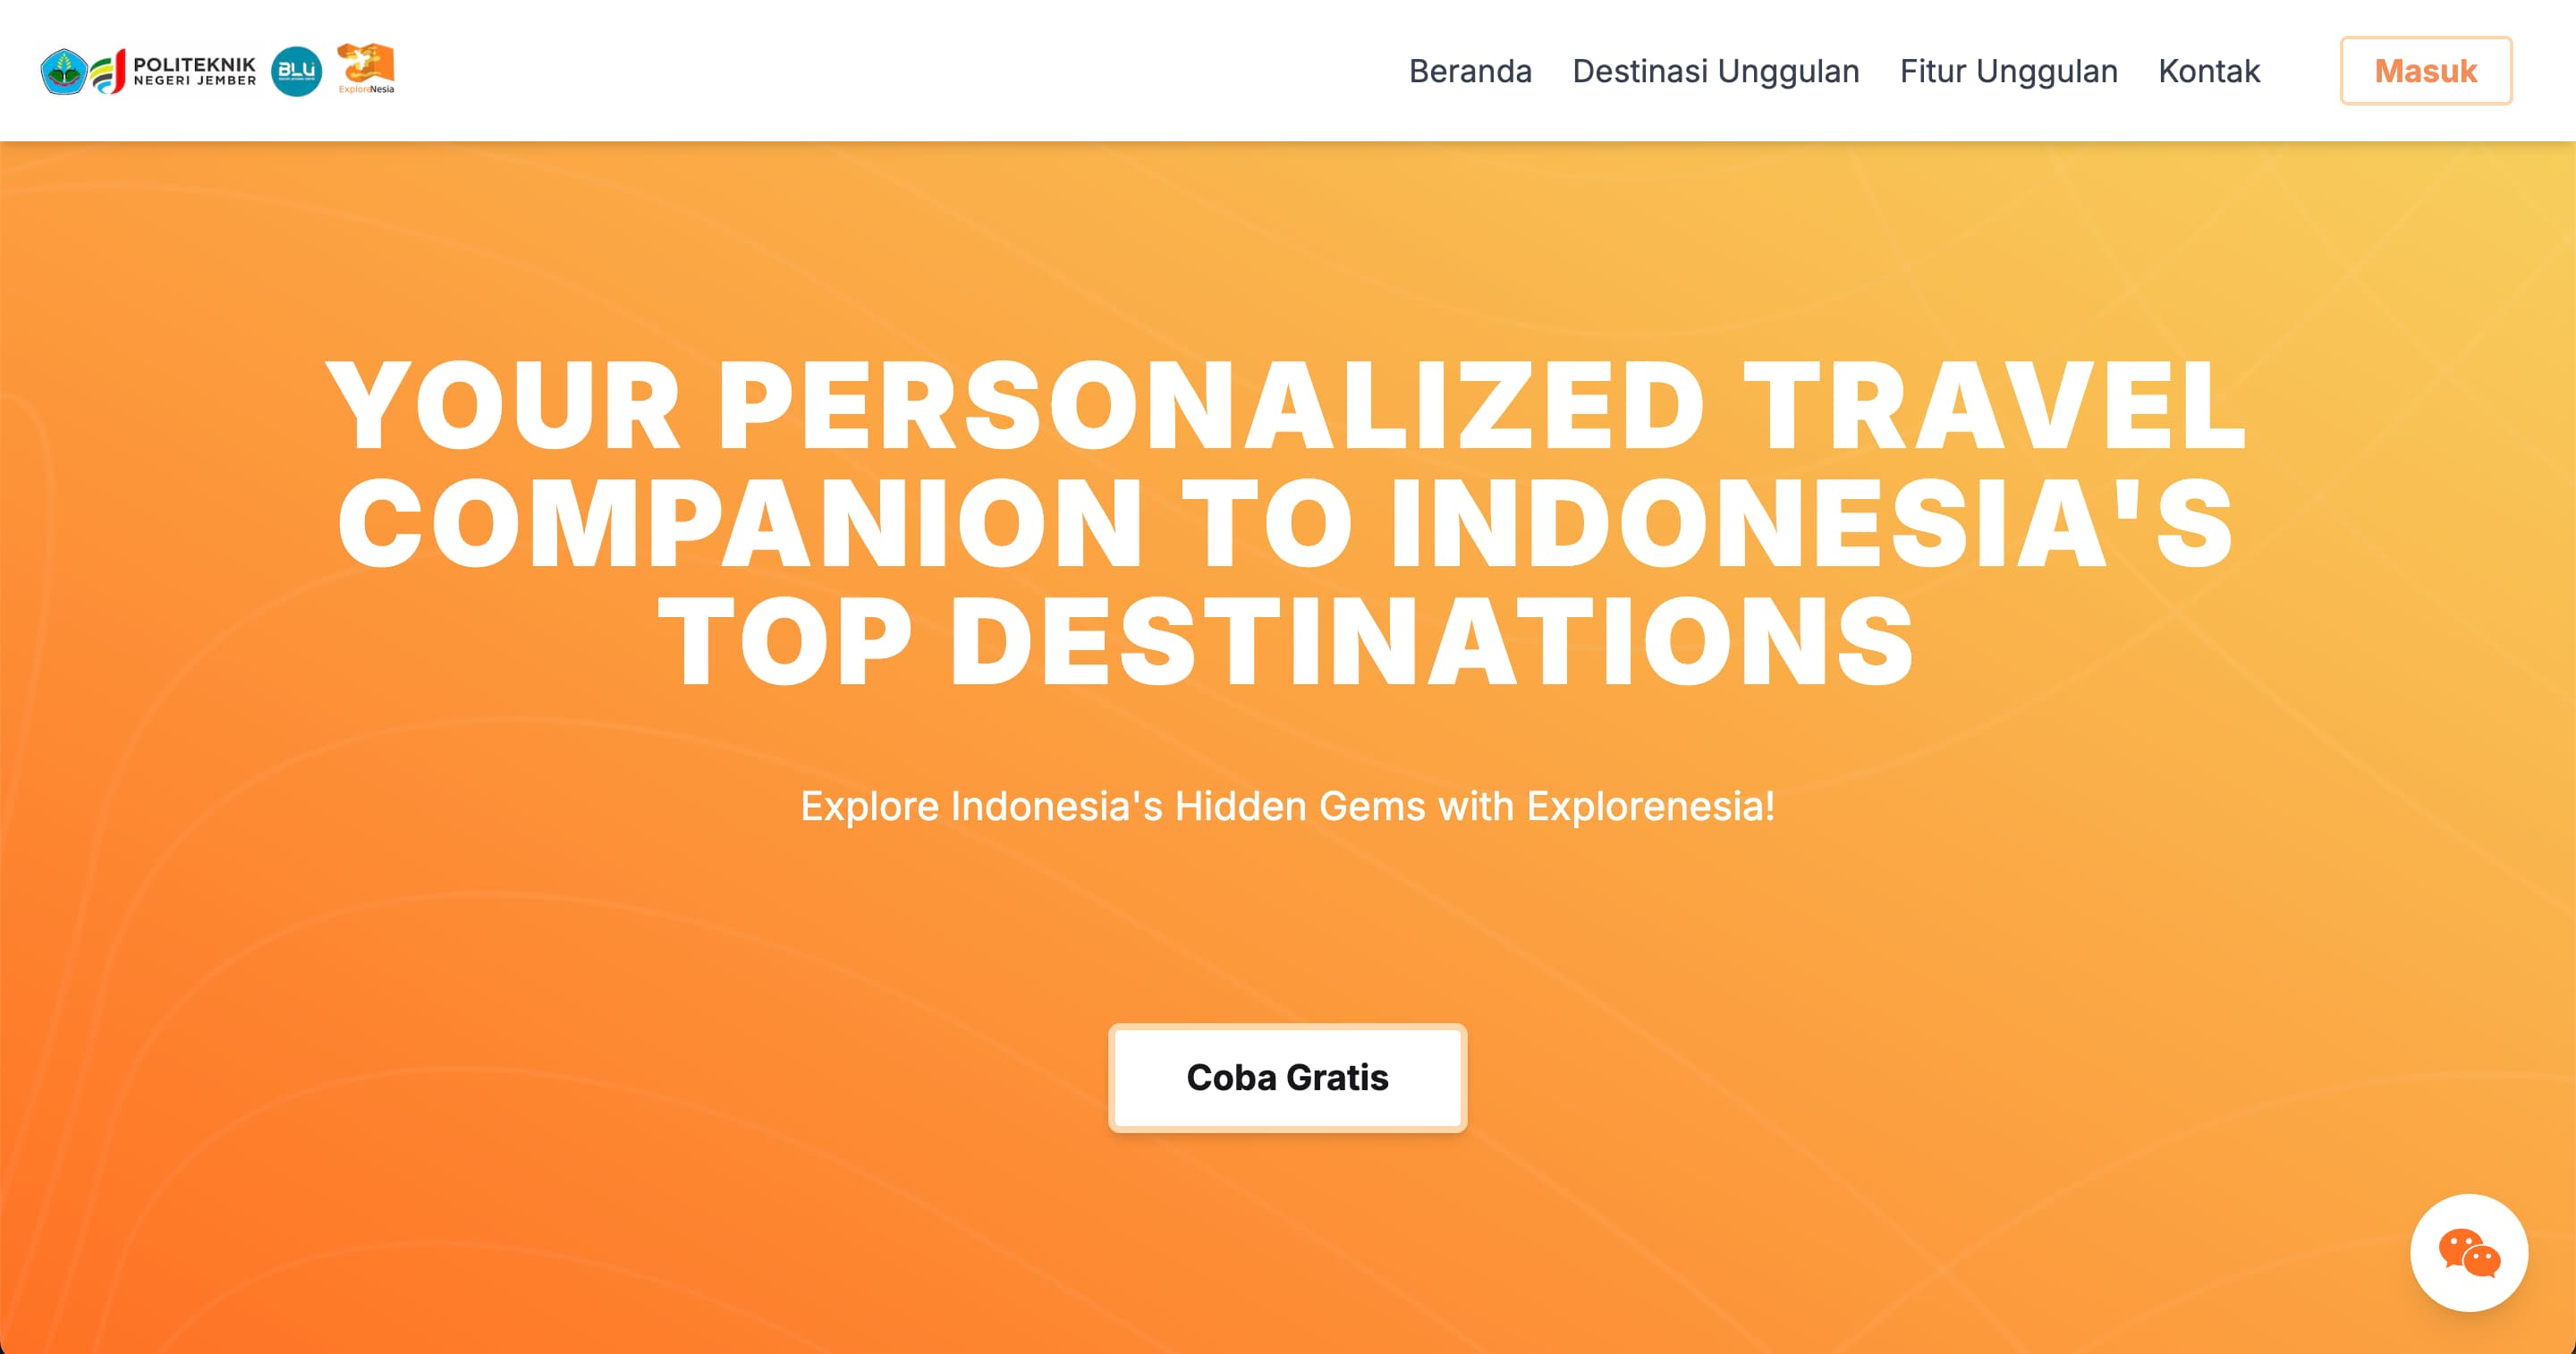 POLITEKNIK
NEGERI JEMBER
BLU
ExploreNesia
Beranda
Destinasi Unggulan
Fitur Unggulan
Kontak
Masuk
YOUR PERSONALIZED TRAVEL
COMPANION TO INDONESIA'S
TOP DESTINATIONS
Explore Indonesia's Hidden Gems with Explorenesia!
Coba Gratis